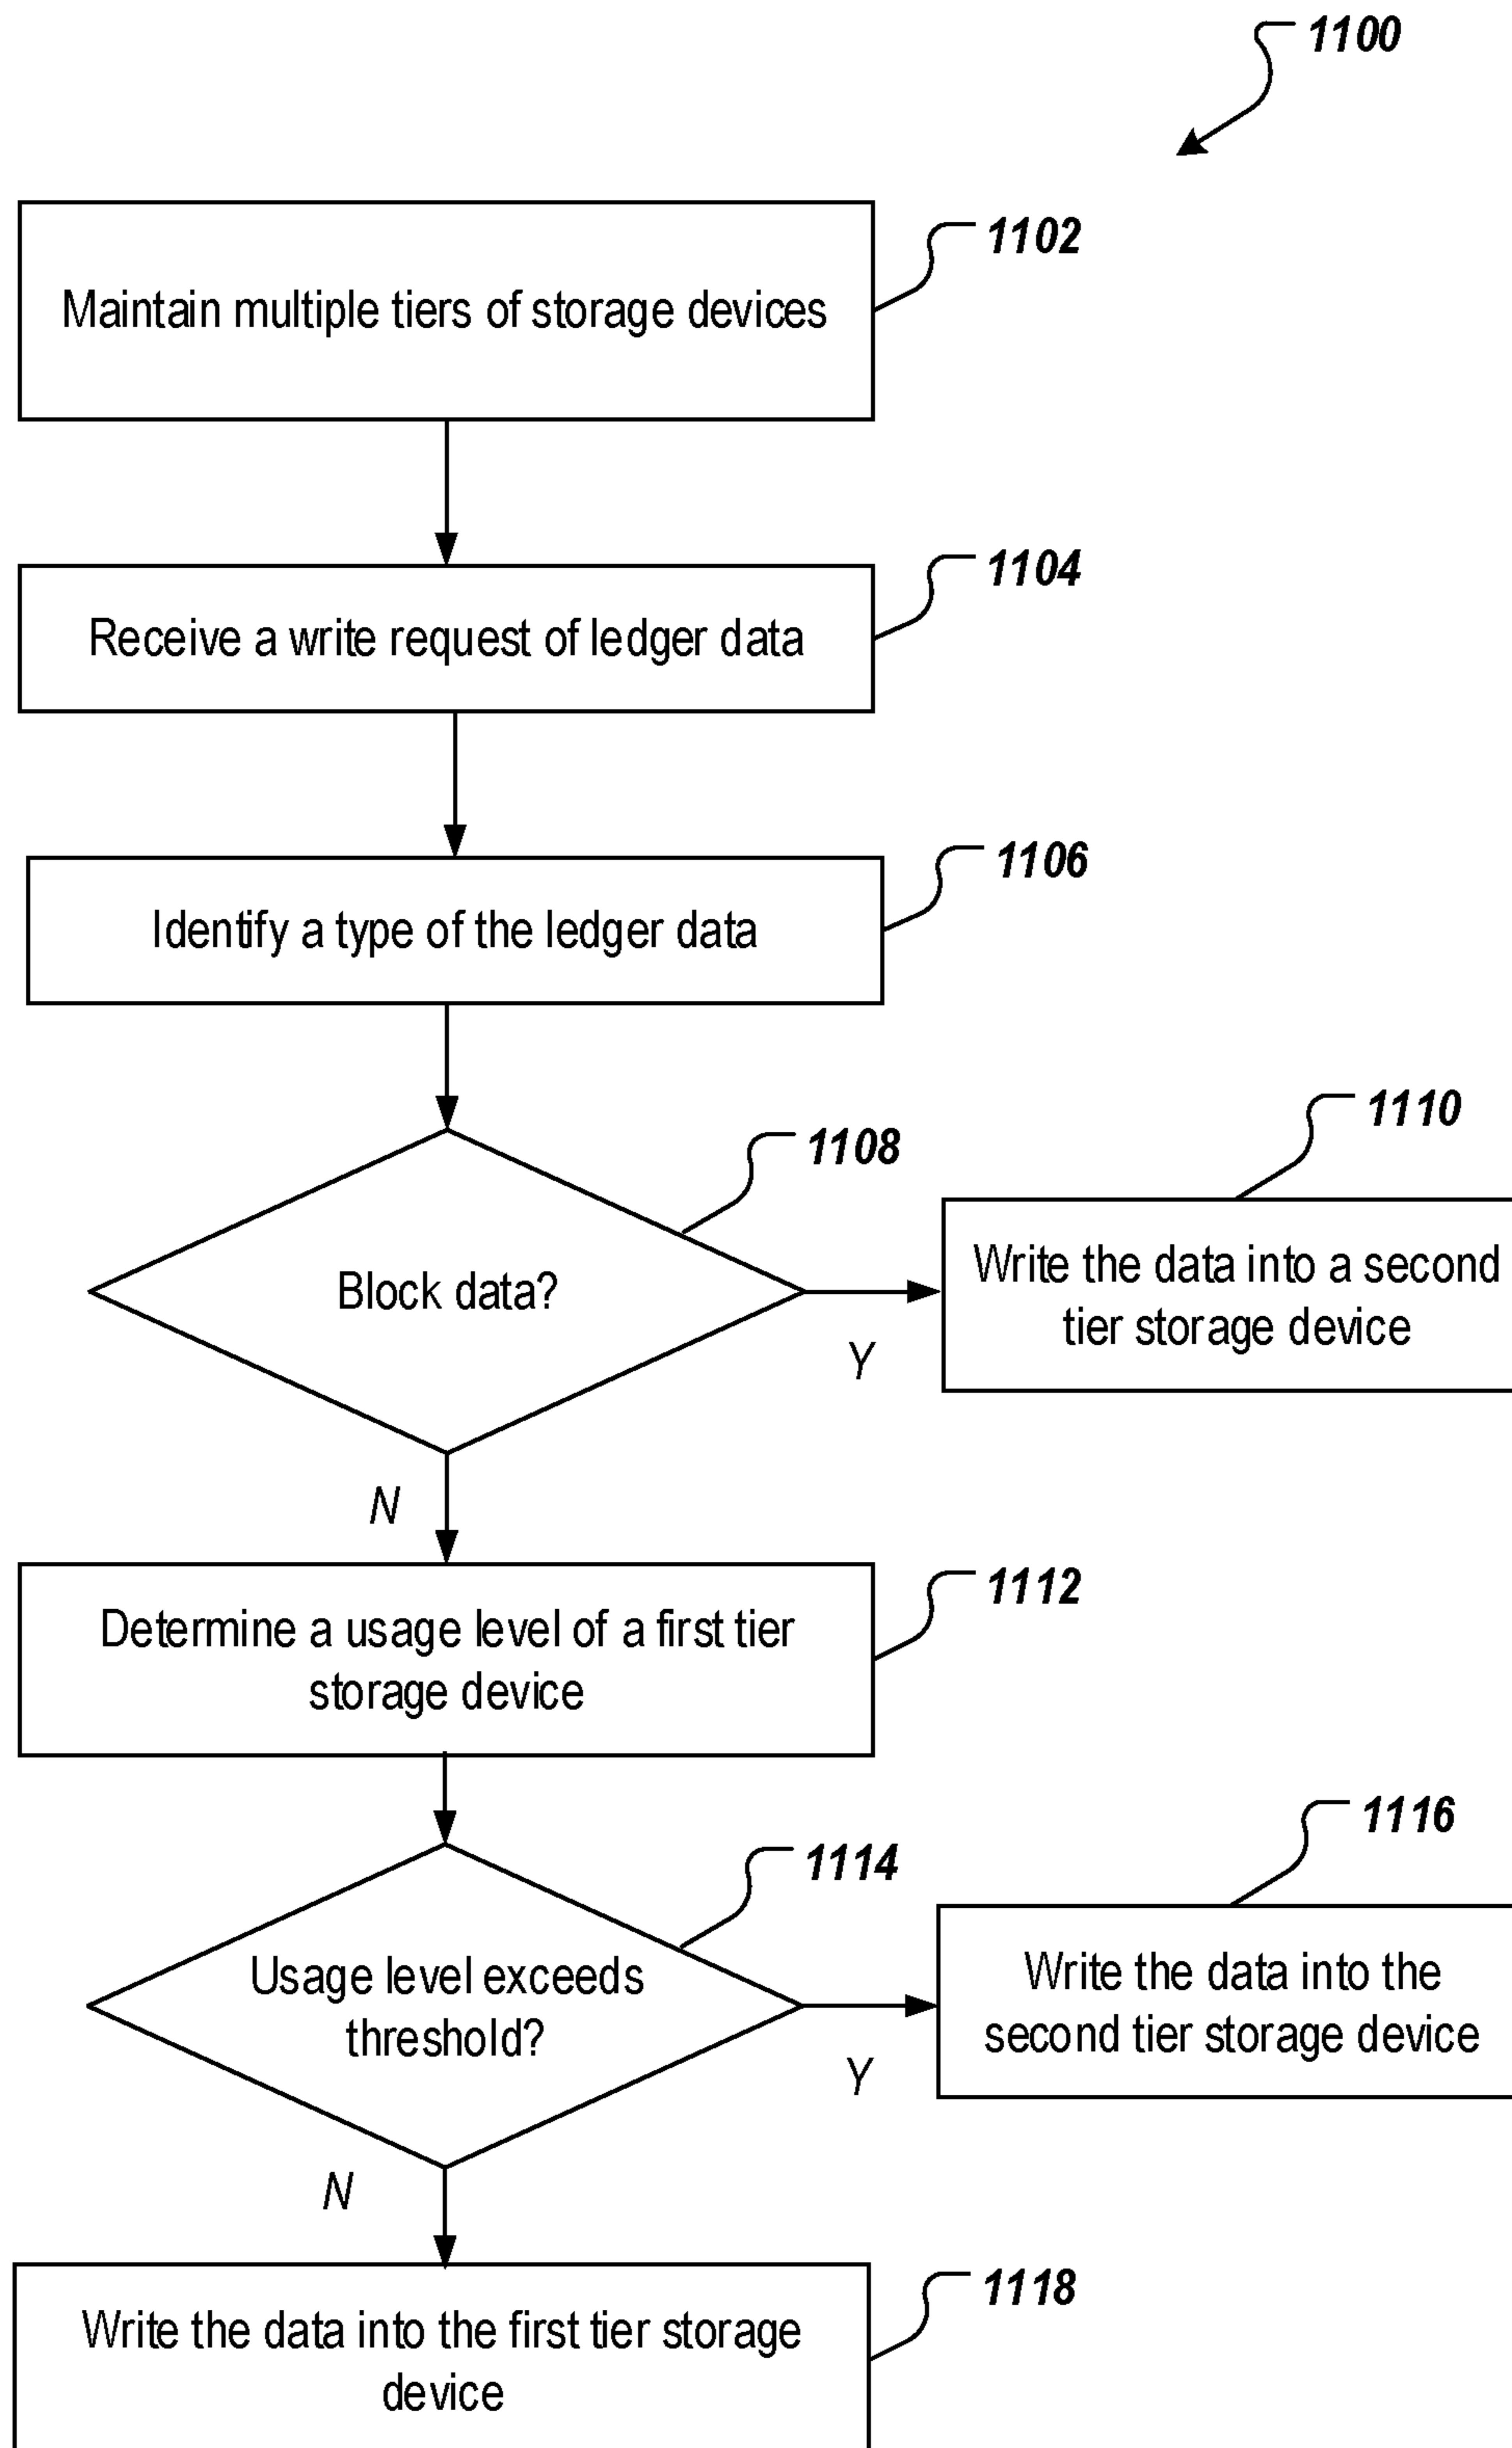 1100
1102
Maintain multiple tiers of storage devices
1104
Receive a write request of ledger data
1106
Identify a type of the ledger data
1108
Block data?
1110
Write the data into a second
tier storage device
Y
N
1112
Determine a usage level of a first tier
storage device
1114
Usage level exceeds
threshold?
1116
Write the data into the
second tier storage device
Y
N
1118
Write the data into the first tier storage
device